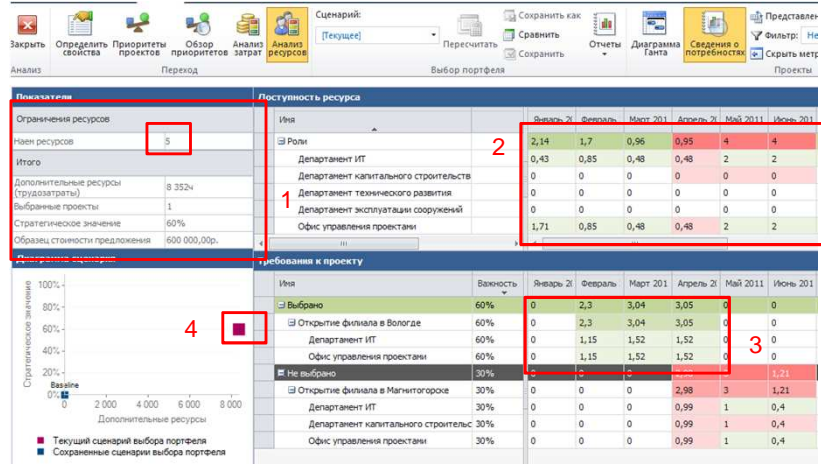 Сценарий:
[Текущее]
Закрыть
Определить свойства
Приоритеты проектов
Обзор приоритетов
Анализ затрат
Анализ ресурсов
Пересчитать
Сохранить как
Сравнить
Сохранить
Отчеты
Диаграмма Ганта
Сведения о потребностях
Представлен
Фильтр: Не
Скрыть метр
Анализ
Переход
Выбор портфеля
Проекты
Показатели
Ограничения ресурсов
Наем ресурсов 5
Итого
Дополнительные ресурсы (трудозатраты) 8 352ч
Выбранные проекты 1
Стратегическое значение 60%
Образец стоимости предложения 600 000,00р.
1
Доступность ресурса
Имя Январь 20 Февраль Март 201 Апрель 20 Май 2011 Июнь 201
2
Роли 2,14 1,7 0,96 0,95 4 4
Департамент ИТ 0,43 0,85 0,48 0,48 2 2
Департамент капитального строительств 0 0 0 0 0 0
Департамент технического развития 0 0 0 0 0 0
Департамент эксплуатации сооружений 0 0 0 0 0 0
Офис управления проектами 1,71 0,85 0,48 0,48 2 2
Диаграмма сценария
Стратегическое значение
100%
80%
60%
40%
20%
0%
Baseline
4
0 2 000 4 000 6 000 8 000
Дополнительные ресурсы
Текущий сценарий выбора портфеля
Сохраненные сценарии выбора портфеля
Требования к проекту
Имя Важность Январь 20 Февраль Март 201 Апрель 20 Май 2011 Июнь 201
Выбрано 60% 0 2,3 3,04 3,05 0 0
Открытие филиала в Вологде 60% 0 2,3 3,04 3,05 0 0
Департамент ИТ 60% 0 1,15 1,52 1,52 0 0
3
Офис управления проектами 60% 0 1,15 1,52 1,52 0 0
Не выбрано 30% 0 0 0 2,98 3 1,21
Открытие филиала в Магнитогорске 30% 0 0 0 2,98 3 1,21
Департамент ИТ 30% 0 0 0 0,99 1 0,4
Департамент капитального строительс 30% 0 0 0 0,99 1 0,4
Офис управления проектами 30% 0 0 0 0,99 1 0,4